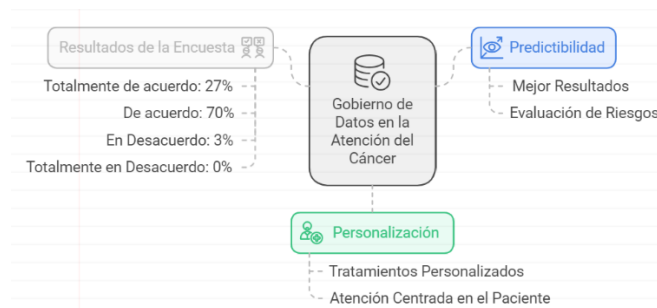 Resultados de la Encuesta
Totalmente de acuerdo: 27%
De acuerdo: 70%
En Desacuerdo: 3%
Totalmente en Desacuerdo: 0%
Gobierno de
Datos en la
Atención del
Cáncer
Predictibilidad
Mejor Resultados
Evaluación de Riesgos
Personalización
Tratamientos Personalizados
Atención Centrada en el Paciente